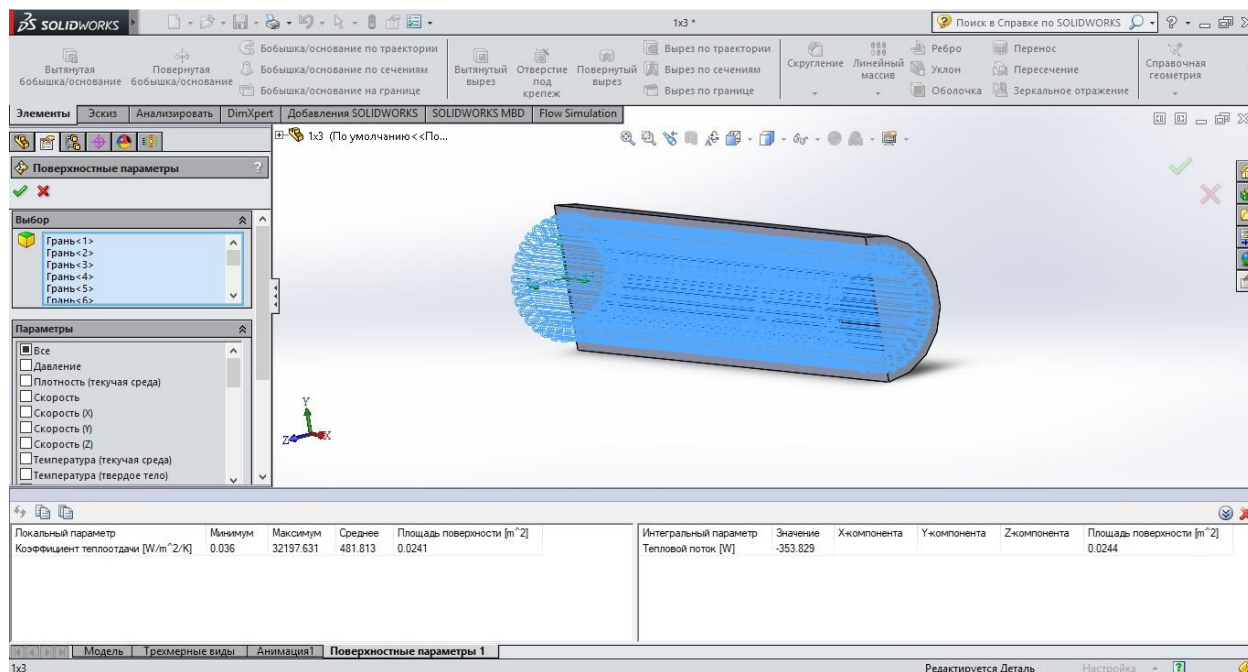 SOLIDWORKS
1x3 *
Поиск в Справке по SOLIDWORKS
Вытянутая бобышка/основание
Повернутая бобышка/основание
Бобышка/основание по траектории
Бобышка/основание по сечениям
Бобышка/основание на границе
Вытянутый вырез
Отверстие под крепеж
Повернутый вырез
Вырез по траектории
Вырез по сечениям
Вырез по границе
Скругление
Линейный массив
Ребро
Уклон
Оболочка
Перенос
Пересечение
Зеркальное отражение
Справочная геометрия
Элементы Эскиз Анализировать DimXpert Добавления SOLIDWORKS SOLIDWORKS MBD Flow Simulation
1x3 (По умолчанию<<По...
Поверхностные параметры ?
Выбор
Грань<1>
Грань<2>
Грань<3>
Грань<4>
Грань<5>
Грань<6>
Параметры
Все
Давление
Плотность (текучая среда)
Скорость
Скорость (X)
Скорость (Y)
Скорость (Z)
Температура (текучая среда)
Температура (твердое тело)
Y
Z X
Локальный параметр Минимум Максимум Среднее Площадь поверхности [m^2]
Коэффициент теплоотдачи [W/m^2/K] 0.036 32197.631 481.813 0.0241
Интегральный параметр Значение X-компонента Y-компонента Z-компонента Площадь поверхности [m^2]
Тепловой поток [W] -353.829 0.0244
Модель Трехмерные виды Анимация1 Поверхностные параметры 1
1x3 Редактируется Деталь Настройка